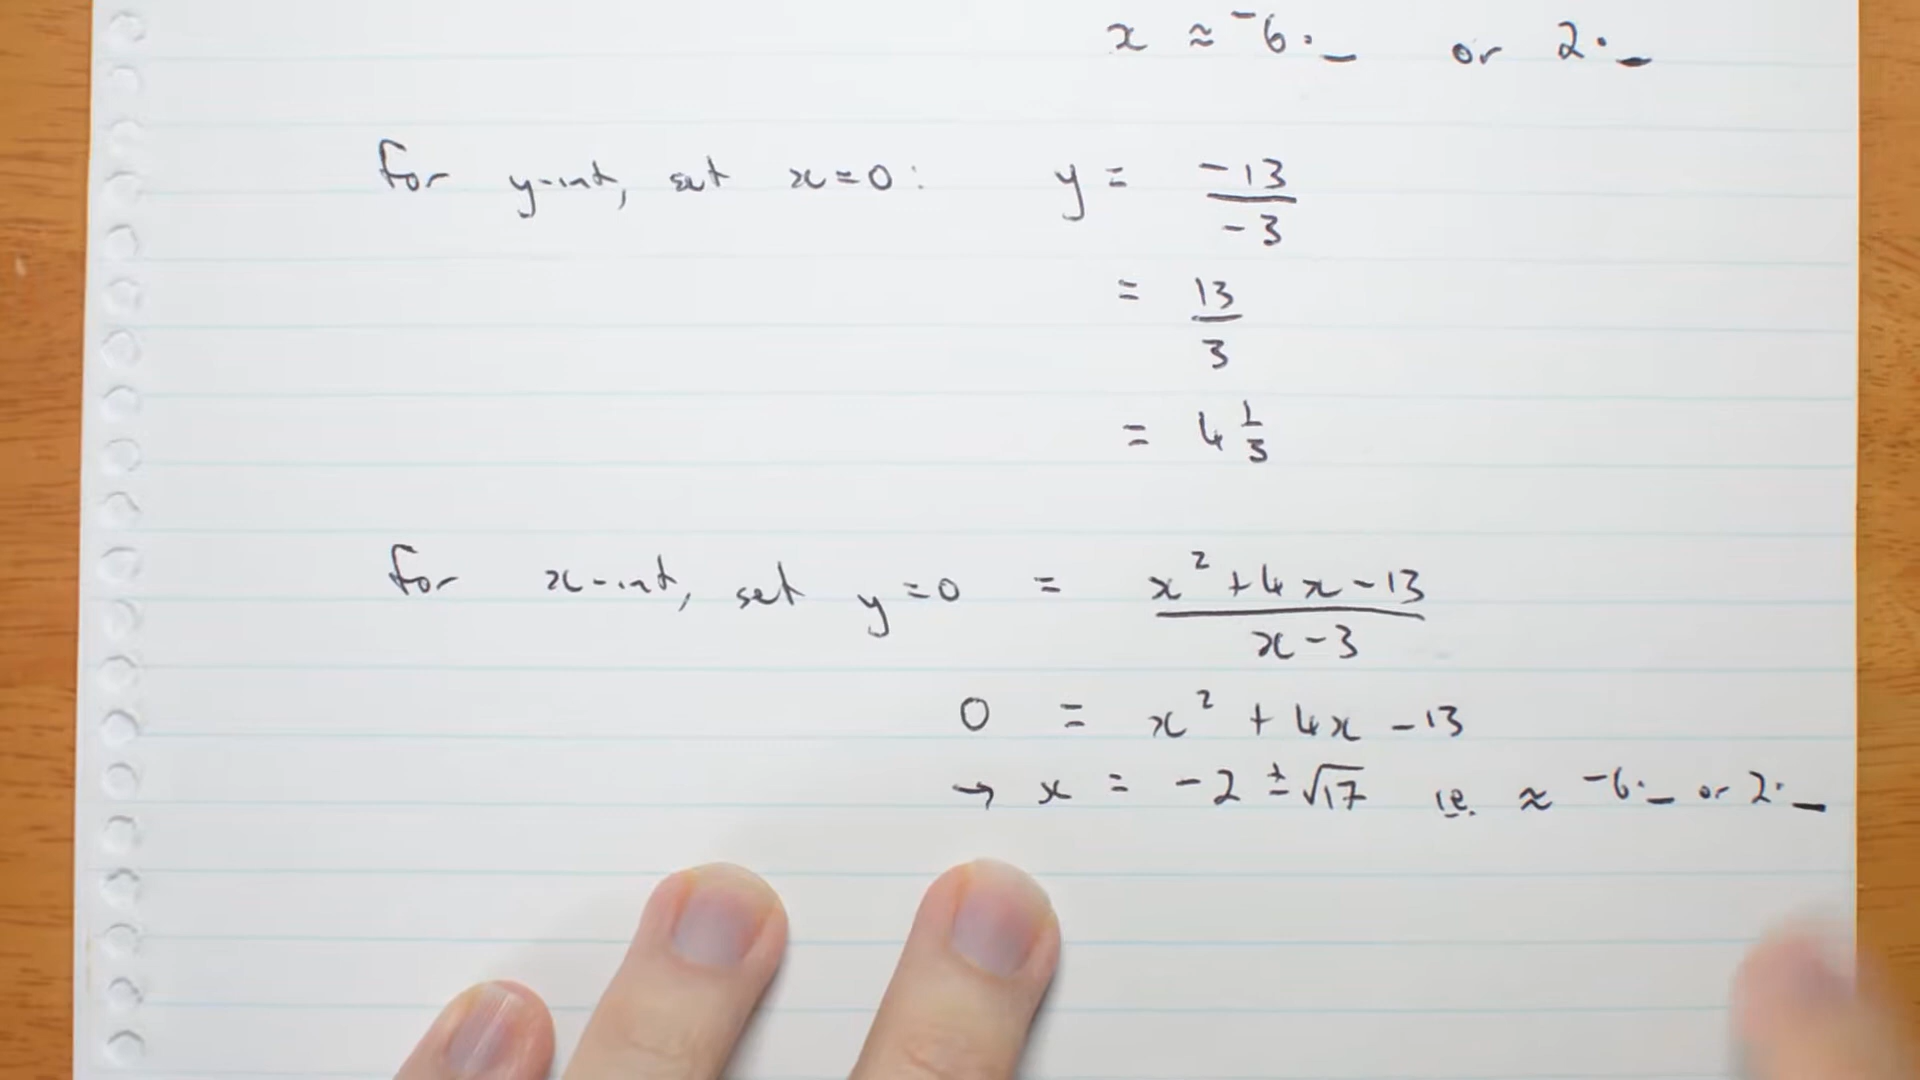 x ≈ ⁻6·_ or 2·_
For y-int, set x=0: y = -13/-3
= 13/3
= 4 1/3
For x-int, set y=0 = x² + 4x - 13 / x - 3
0 = x² + 4x - 13
→ x = -2 ± √17 i.e. ≈ ⁻6·_ or 2·_